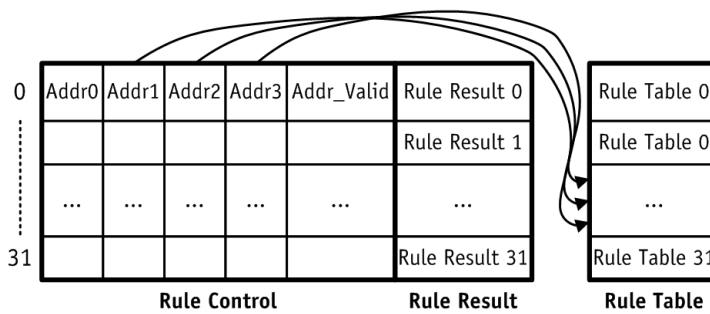 0 Addr0 Addr1 Addr2 Addr3 Addr_Valid Rule Result 0 Rule Table 0
Rule Result 1 Rule Table 0
... ... ... ... ... ... ...
31 Rule Result 31 Rule Table 31
Rule Control Rule Result Rule Table